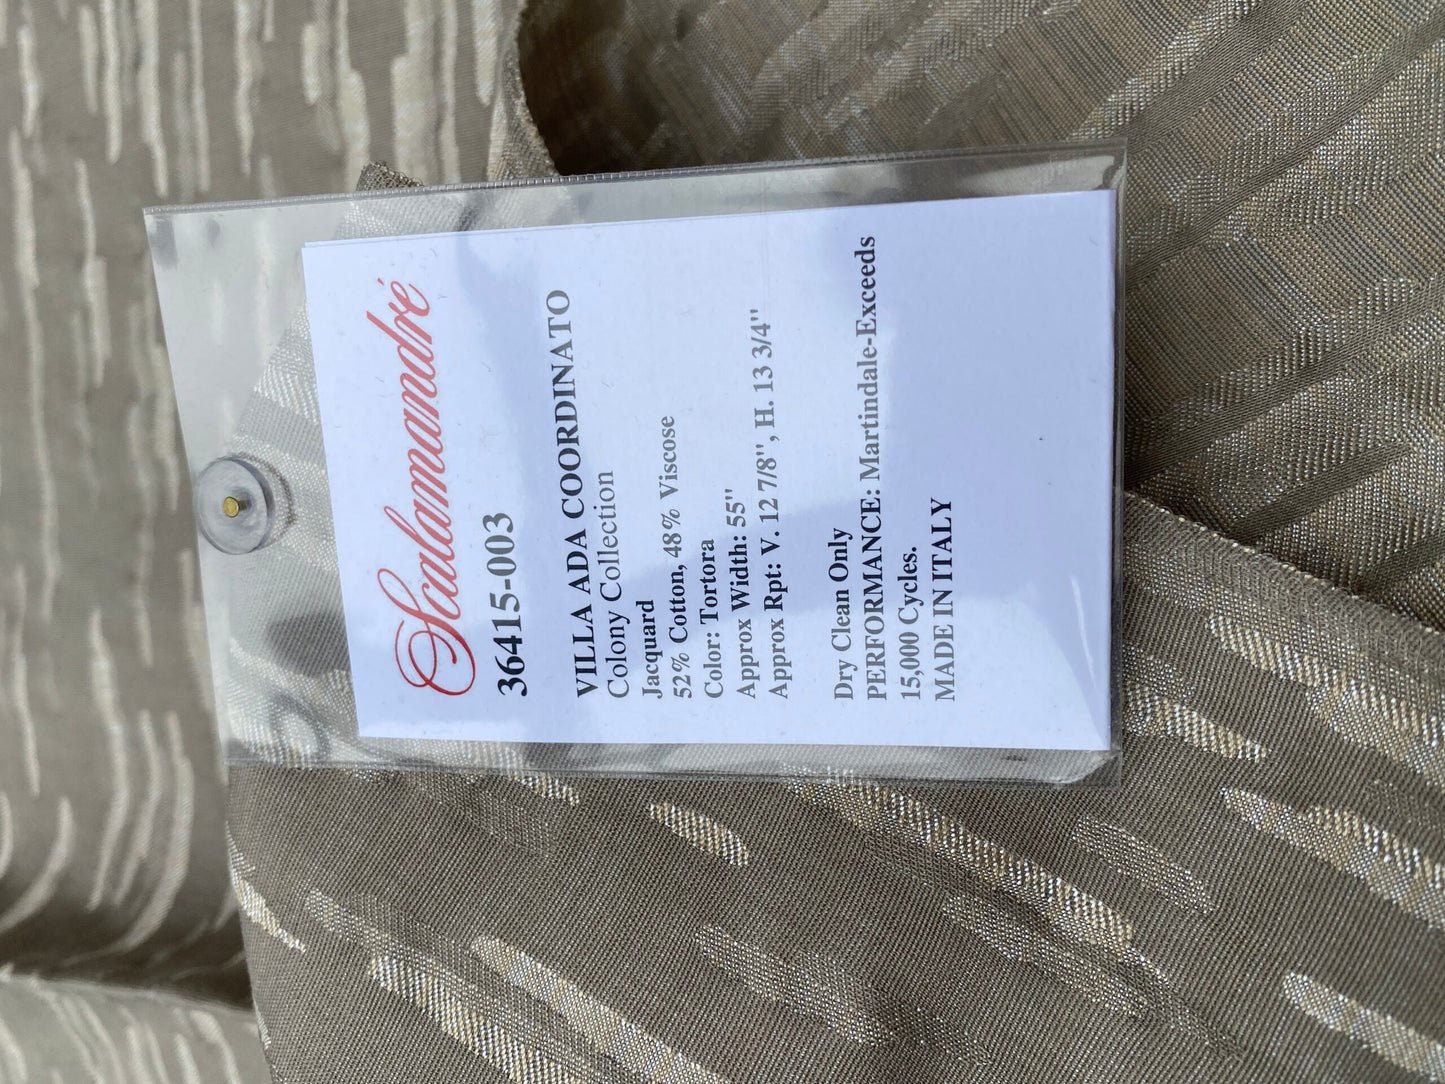 Scalamandré
36415-003
VILLA ADA COORDINATO
Colony Collection
Jacquard
52% Cotton, 48% Viscose
Color: Tortora
Approx Width: 55"
Approx Rpt: V. 12 7/8", H. 13 3/4"
Dry Clean Only
PERFORMANCE: Martindale-Exceeds
15,000 Cycles.
MADE IN ITALY